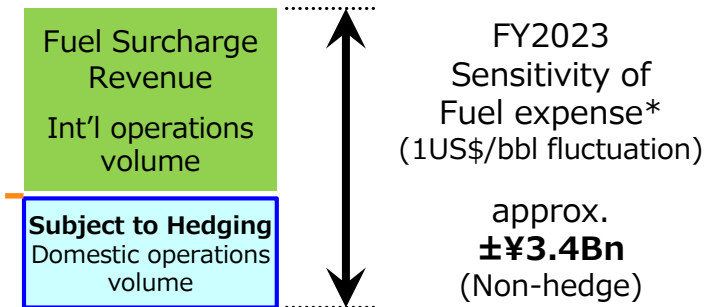 Fuel Surcharge
Revenue
Int’l operations
volume
Subject to Hedging
Domestic operations
volume
FY2023
Sensitivity of
Fuel expense*
(1US$/bbl fluctuation)
approx.
±¥3.4Bn
(Non-hedge)